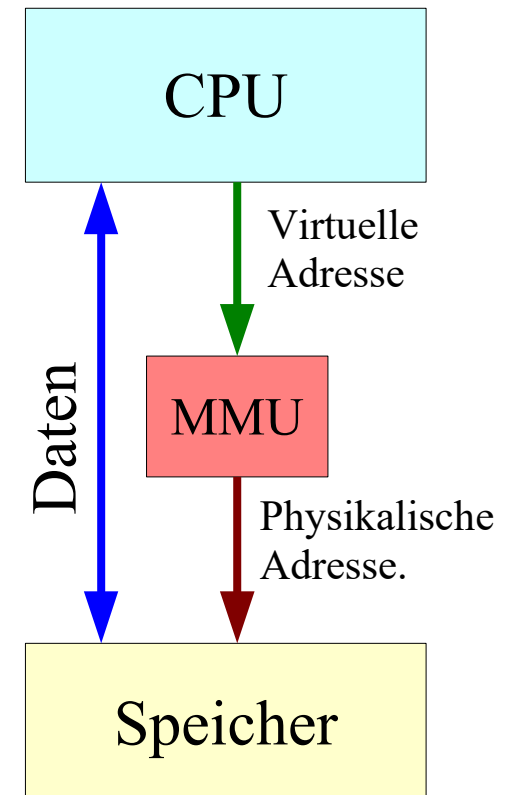 CPU
Virtuelle
Adresse
Daten
MMU
Physikalische
Adresse.
Speicher